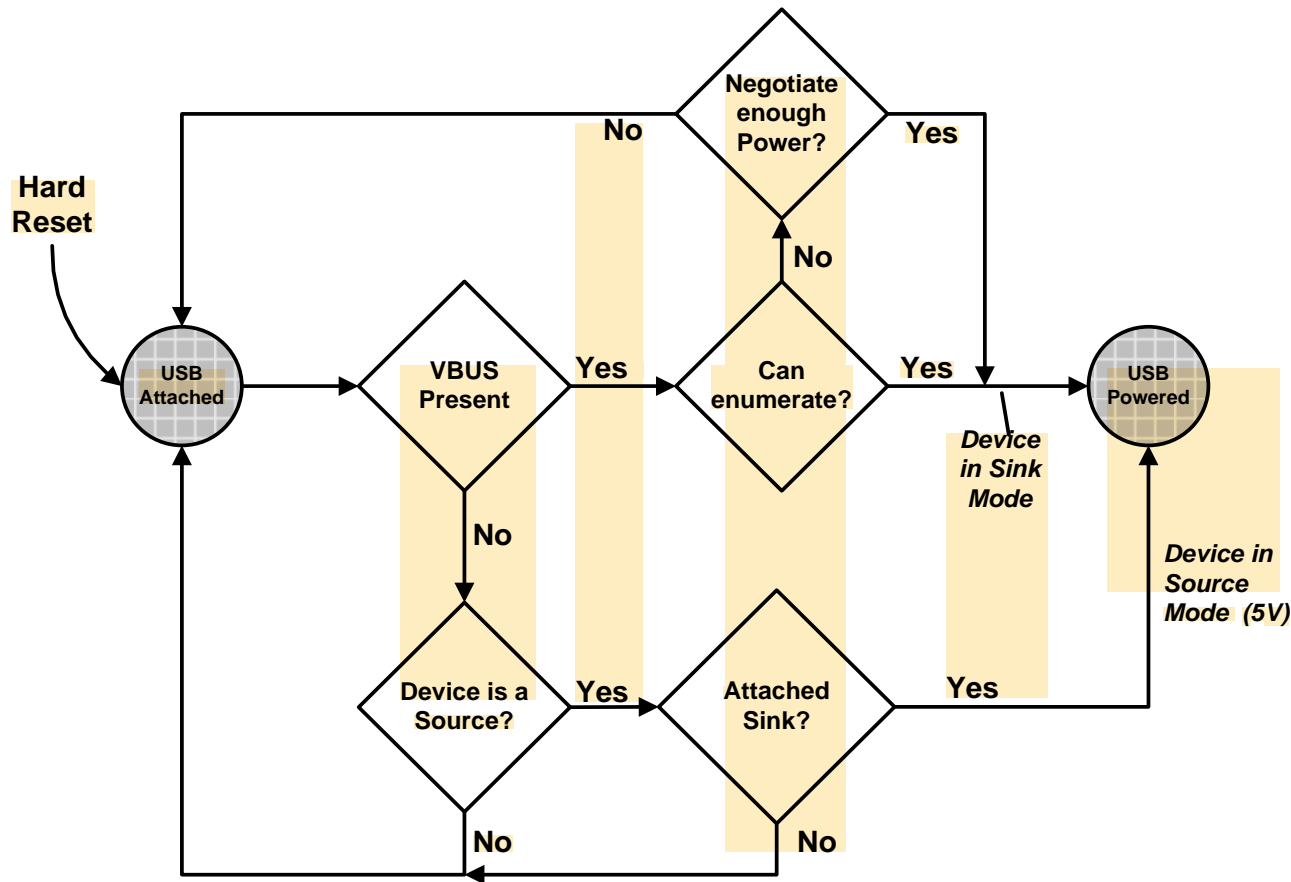 Negotiate
enough
Power?
No
Yes
Hard
Reset
No
USB
Attached
VBUS
Present
Yes
Can
enumerate?
Yes
USB
Powered
Device
in Sink
Mode
No
Device in
Source
Mode (5V)
Device is a
Source?
Yes
Attached
Sink?
Yes
No
No